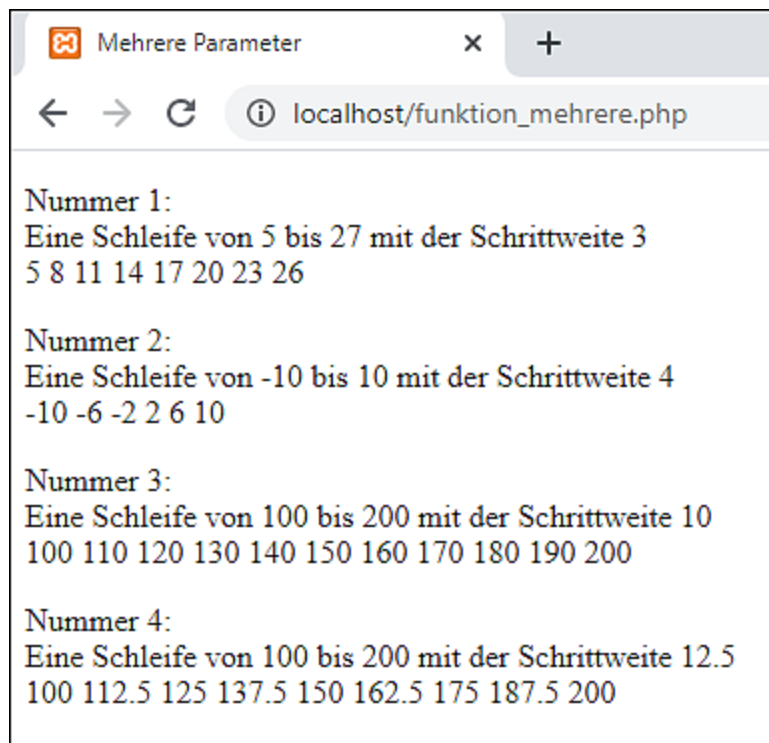 Mehrere Parameter
localhost/funktion_mehrere.php
Nummer 1:
Eine Schleife von 5 bis 27 mit der Schrittweite 3
5 8 11 14 17 20 23 26
Nummer 2:
Eine Schleife von -10 bis 10 mit der Schrittweite 4
-10 -6 -2 2 6 10
Nummer 3:
Eine Schleife von 100 bis 200 mit der Schrittweite 10
100 110 120 130 140 150 160 170 180 190 200
Nummer 4:
Eine Schleife von 100 bis 200 mit der Schrittweite 12.5
100 112.5 125 137.5 150 162.5 175 187.5 200